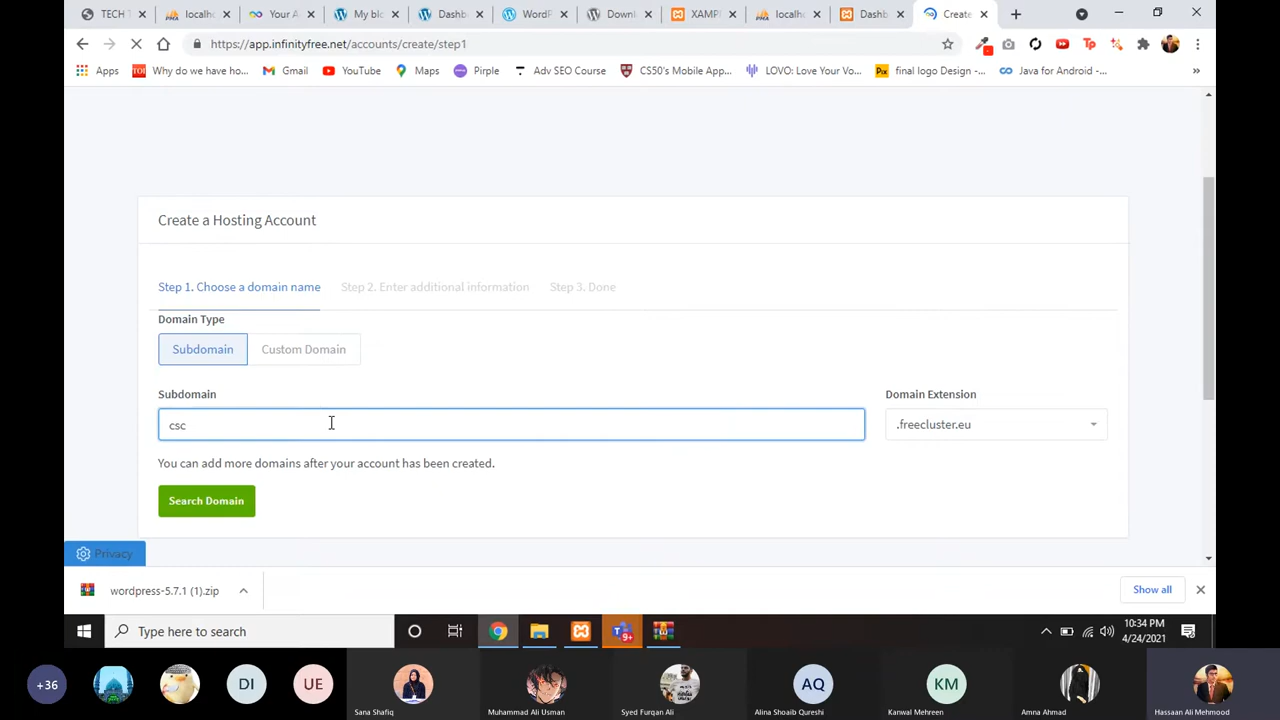 TECH T
localho
Your A
My blo
Dashb
WordP
Downl
XAMPP
localho
Dashb
Create
https://app.infinityfree.net/accounts/create/step1
Apps
Why do we have ho...
Gmail
YouTube
Maps
Pirple
Adv SEO Course
CS50's Mobile App...
LOVO: Love Your Vo...
final logo Design -...
Java for Android -...
Create a Hosting Account
Step 1. Choose a domain name
Step 2. Enter additional information
Step 3. Done
Domain Type
Subdomain
Custom Domain
Subdomain
Domain Extension
csc
.freecluster.eu
You can add more domains after your account has been created.
Search Domain
Privacy
wordpress-5.7.1 (1).zip
Show all
Type here to search
9+
10:34 PM
4/24/2021
+36
DI
UE
AQ
KM
Sana Shafiq
Muhammad Ali Usman
Syed Furqan Ali
Alina Shoaib Qureshi
Kanwal Mehreen
Amna Ahmad
Hassaan Ali Mehmood